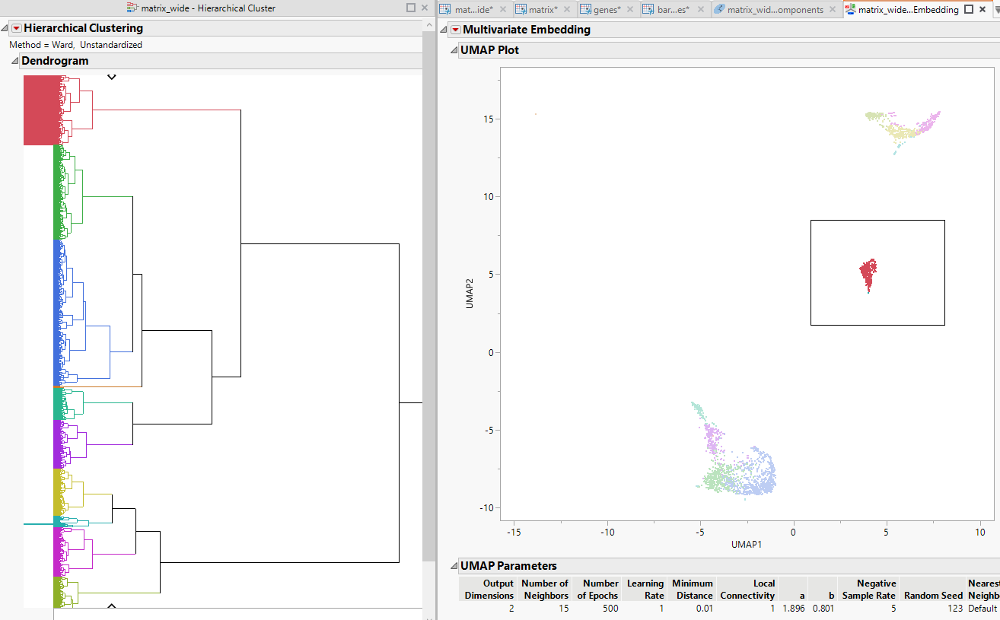 matrix_wide - Hierarchical Cluster
Hierarchical Clustering
Method = Ward, Unstandardized
Dendrogram
mat...ide* matrix* genes* bar...es* matrix_wid...omponents matrix_wide...Embedding
Multivariate Embedding
UMAP Plot
15
10
5
0
-5
-10
UMAP2
-15 -10 -5 0 5 10
UMAP1
UMAP Parameters
Output Number of Number Learning Minimum Local Negative Nearest
Dimensions Neighbors of Epochs Rate Distance Connectivity a b Sample Rate Random Seed Neighb
2 15 500 1 0.01 1 1.896 0.801 5 123 Default